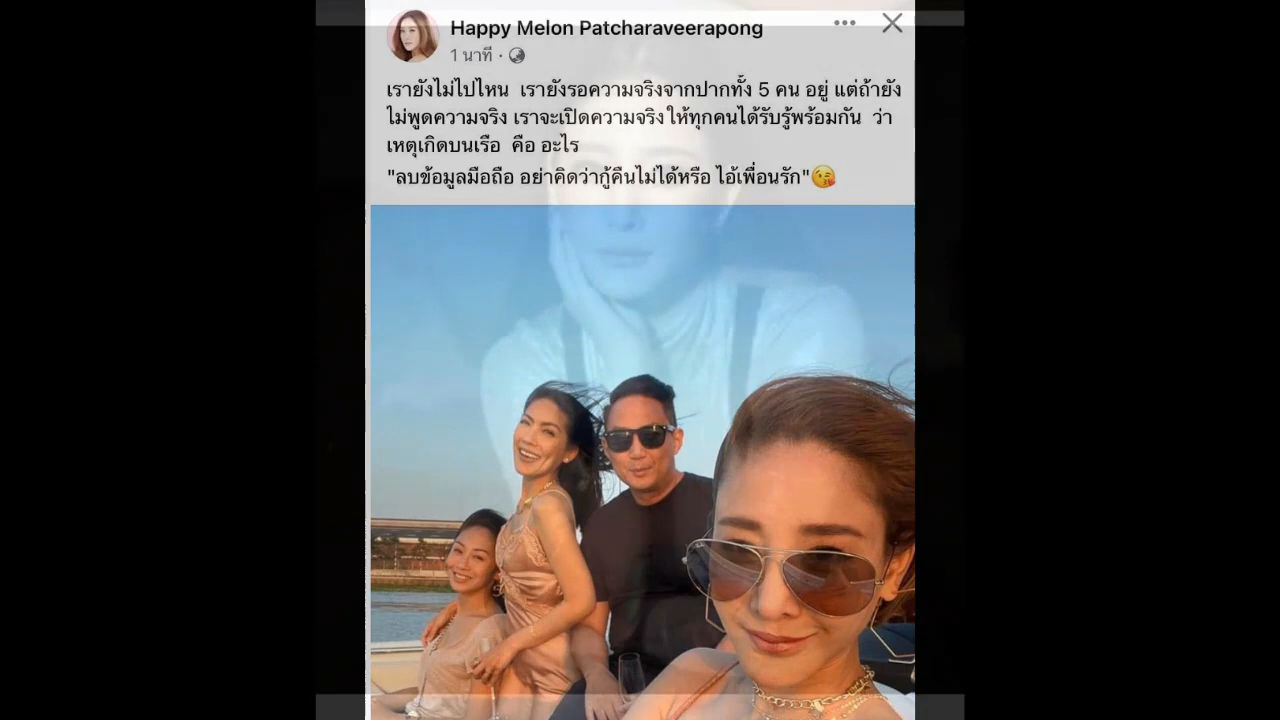 Happy Melon Patcharaveerapong
1 นาที ·
เรายังไม่ไปไหน เรายังรอความจริงจากปากทั้ง 5 คน อยู่ แต่ถ้ายัง
ไม่พูดความจริง เราจะเปิดความจริงให้ทุกคนได้รับรู้พร้อมกัน ว่า
เหตุเกิดบนเรือ คือ อะไร
"ลบข้อมูลมือถือ อย่าคิดว่ากู้คืนไม่ได้หรือ ไอ้เพื่อนรัก"😘